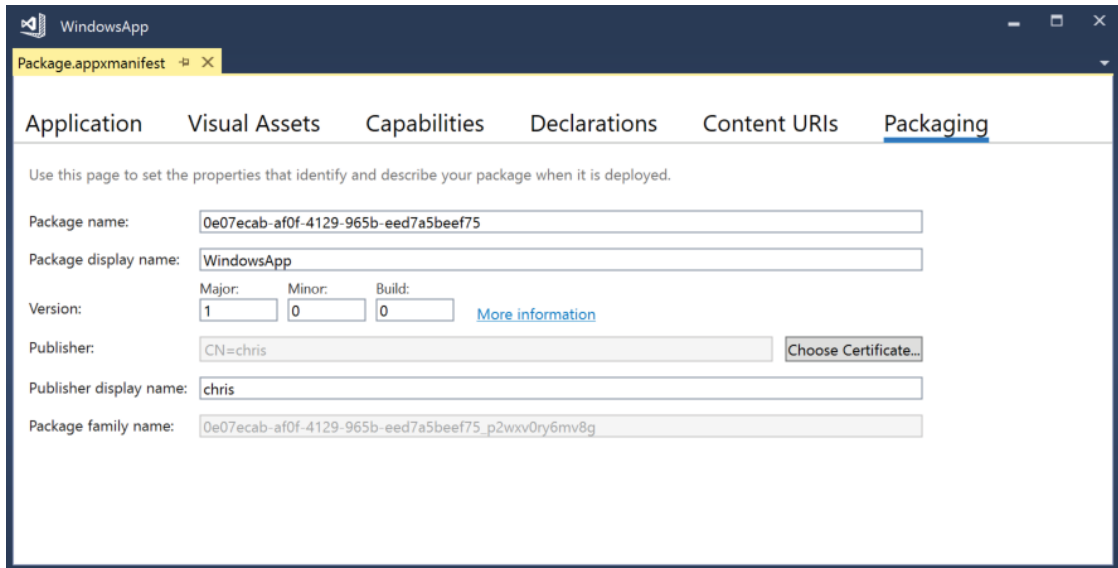 WindowsApp
Package.appxmanifest
Application Visual Assets Capabilities Declarations Content URIs Packaging
Use this page to set the properties that identify and describe your package when it is deployed.
Package name: 0e07ecab-af0f-4129-965b-eed7a5beef75
Package display name: WindowsApp
Major: Minor: Build:
Version: 1 0 0 More information
Publisher: CN=chris Choose Certificate...
Publisher display name: chris
Package family name: 0e07ecab-af0f-4129-965b-eed7a5beef75_p2wxv0ry6mv8g